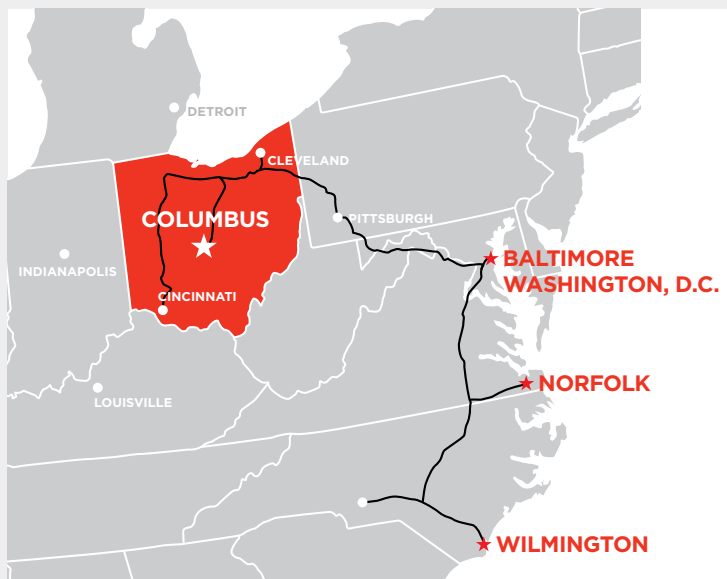 DETROIT
CLEVELAND
COLUMBUS
PITTSBURGH
BALTIMORE
WASHINGTON, D.C.
INDIANAPOLIS
CINCINNATI
NORFOLK
LOUISVILLE
WILMINGTON